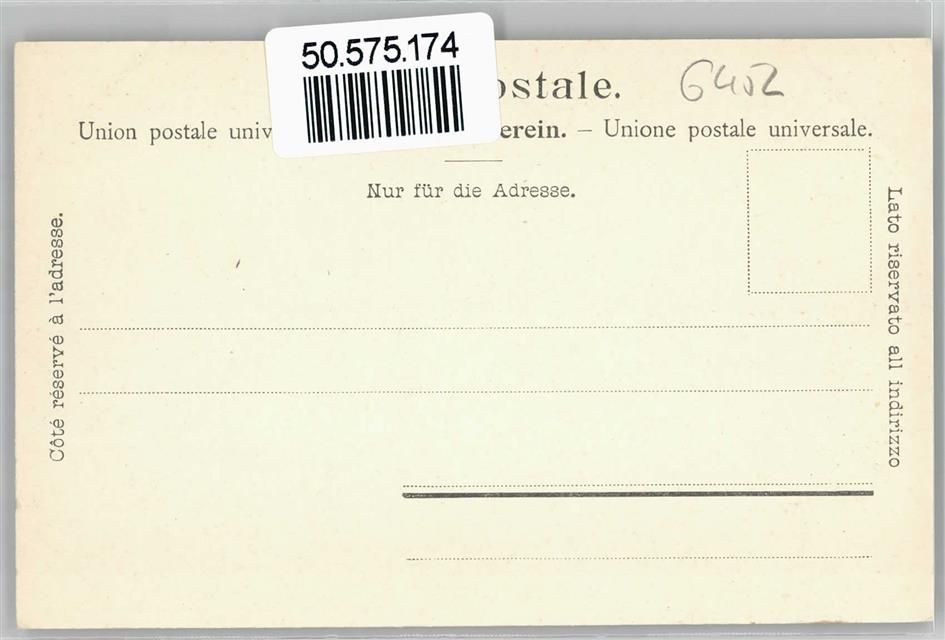 50.575.174
ostale.
6402
Union postale univ erein. – Unione postale universale.
Nur für die Adresse.
Côté réservé à l'adresse.
Lato riservato all indirizzo